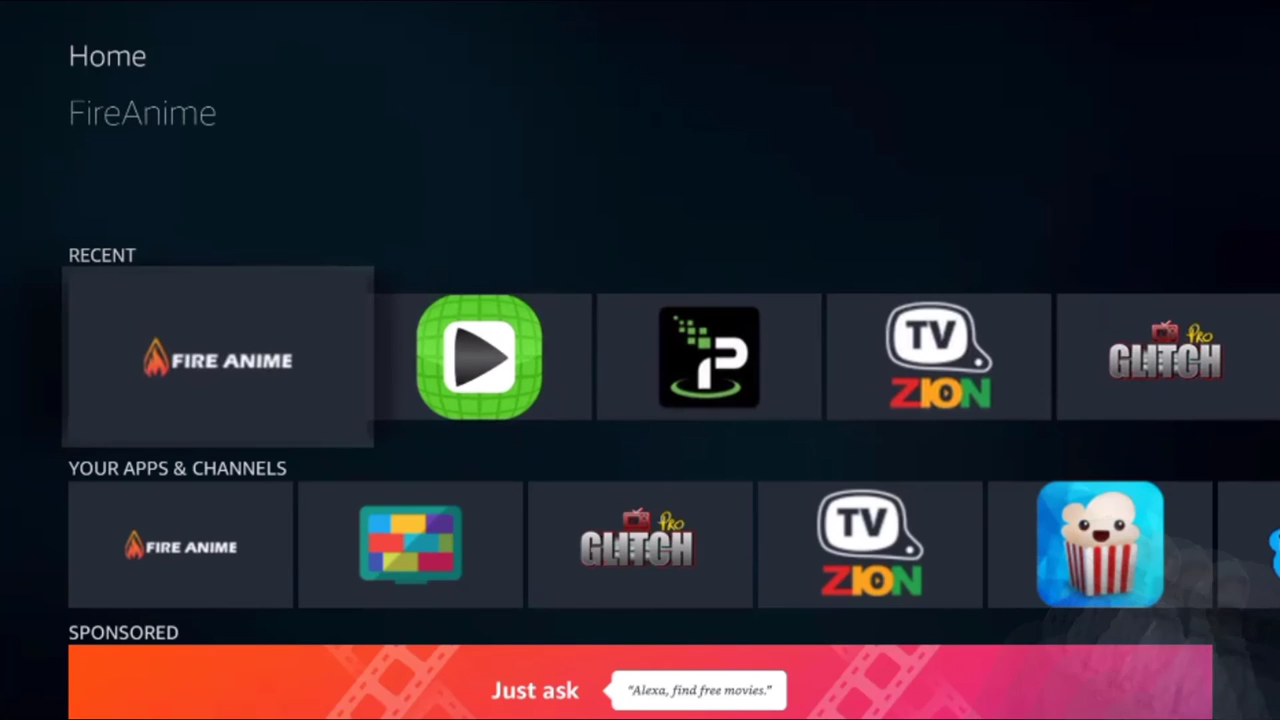 Home
FireAnime
RECENT
FIRE ANIME
P
TV
ZION
Pro
GLITCH
YOUR APPS & CHANNELS
FIRE ANIME
Pro
GLITCH
TV
ZION
SPONSORED
Just ask
"Alexa, find free movies."